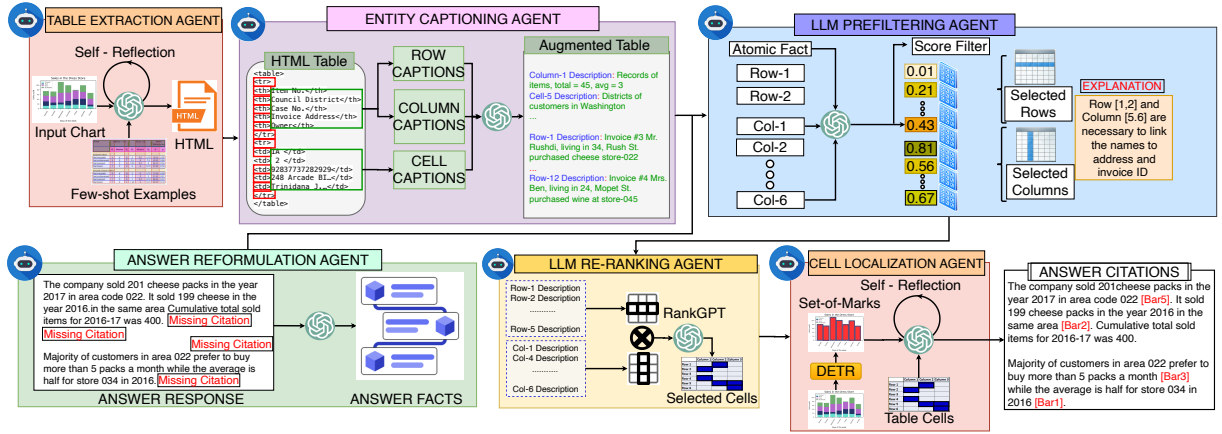 TABLE EXTRACTION AGENT
Self - Reflection
Input Chart
HTML
HTML
Few-shot Examples
ENTITY CAPTIONING AGENT
HTML Table
<table>
<tr>
<th>Item No.</th>
<th>Council District</th>
<th>Case No.</th>
<th>Invoice Address</th>
<th>Owner</th>
</tr>
<tr>
<td>IA </td>
<td> 2 </td>
<td>92837737282929</td>
<td>248 Arcade BI…</td>
<td>Trinidana J.…</td>
</tr>
</table>
ROW
CAPTIONS
COLUMN
CAPTIONS
CELL
CAPTIONS
Augmented Table
Column-1 Description: Records of
items, total = 45, avg = 3
Cell-5 Description: Districts of
customers in Washington
...
Row-1 Description: Invoice #3 Mr.
Rushdi, living in 34, Rush St.
purchased cheese store-022
...
Row-12 Description: Invoice #4 Mrs.
Ben, living in 24, Mopet St.
purchased wine at store-045
LLM PREFILTERING AGENT
Atomic Fact
Row-1
Row-2
Col-1
Col-2
Col-6
Score Filter
0.01
0.21
0.43
0.81
0.56
0.67
Selected
Rows
Selected
Columns
EXPLANATION
Row [1,2] and
Column [5.6] are
necessary to link
the names to
address and
invoice ID
ANSWER REFORMULATION AGENT
The company sold 201 cheese packs in the year
2017 in area code 022. It sold 199 cheese in the
year 2016.in the same area Cumulative total sold
items for 2016-17 was 400. Missing Citation
Missing Citation
Missing Citation
Majority of customers in area 022 prefer to buy
more than 5 packs a month while the average is
half for store 034 in 2016. Missing Citation
ANSWER RESPONSE
ANSWER FACTS
LLM RE-RANKING AGENT
Row-1 Description
Row-2 Description
............
Row-5 Description
Col-1 Description
Col-4 Description
............
Col-6 Description
RankGPT
Selected Cells
CELL LOCALIZATION AGENT
Self - Reflection
Set-of-Marks
DETR
Table Cells
ANSWER CITATIONS
The company sold 201cheese packs in the
year 2017 in area code 022 [Bar5]. It sold
199 cheese packs in the year 2016 in the
same area [Bar2]. Cumulative total sold
items for 2016-17 was 400.
Majority of customers in area 022 prefer to
buy more than 5 packs a month [Bar3]
while the average is half for store 034 in
2016 [Bar1].